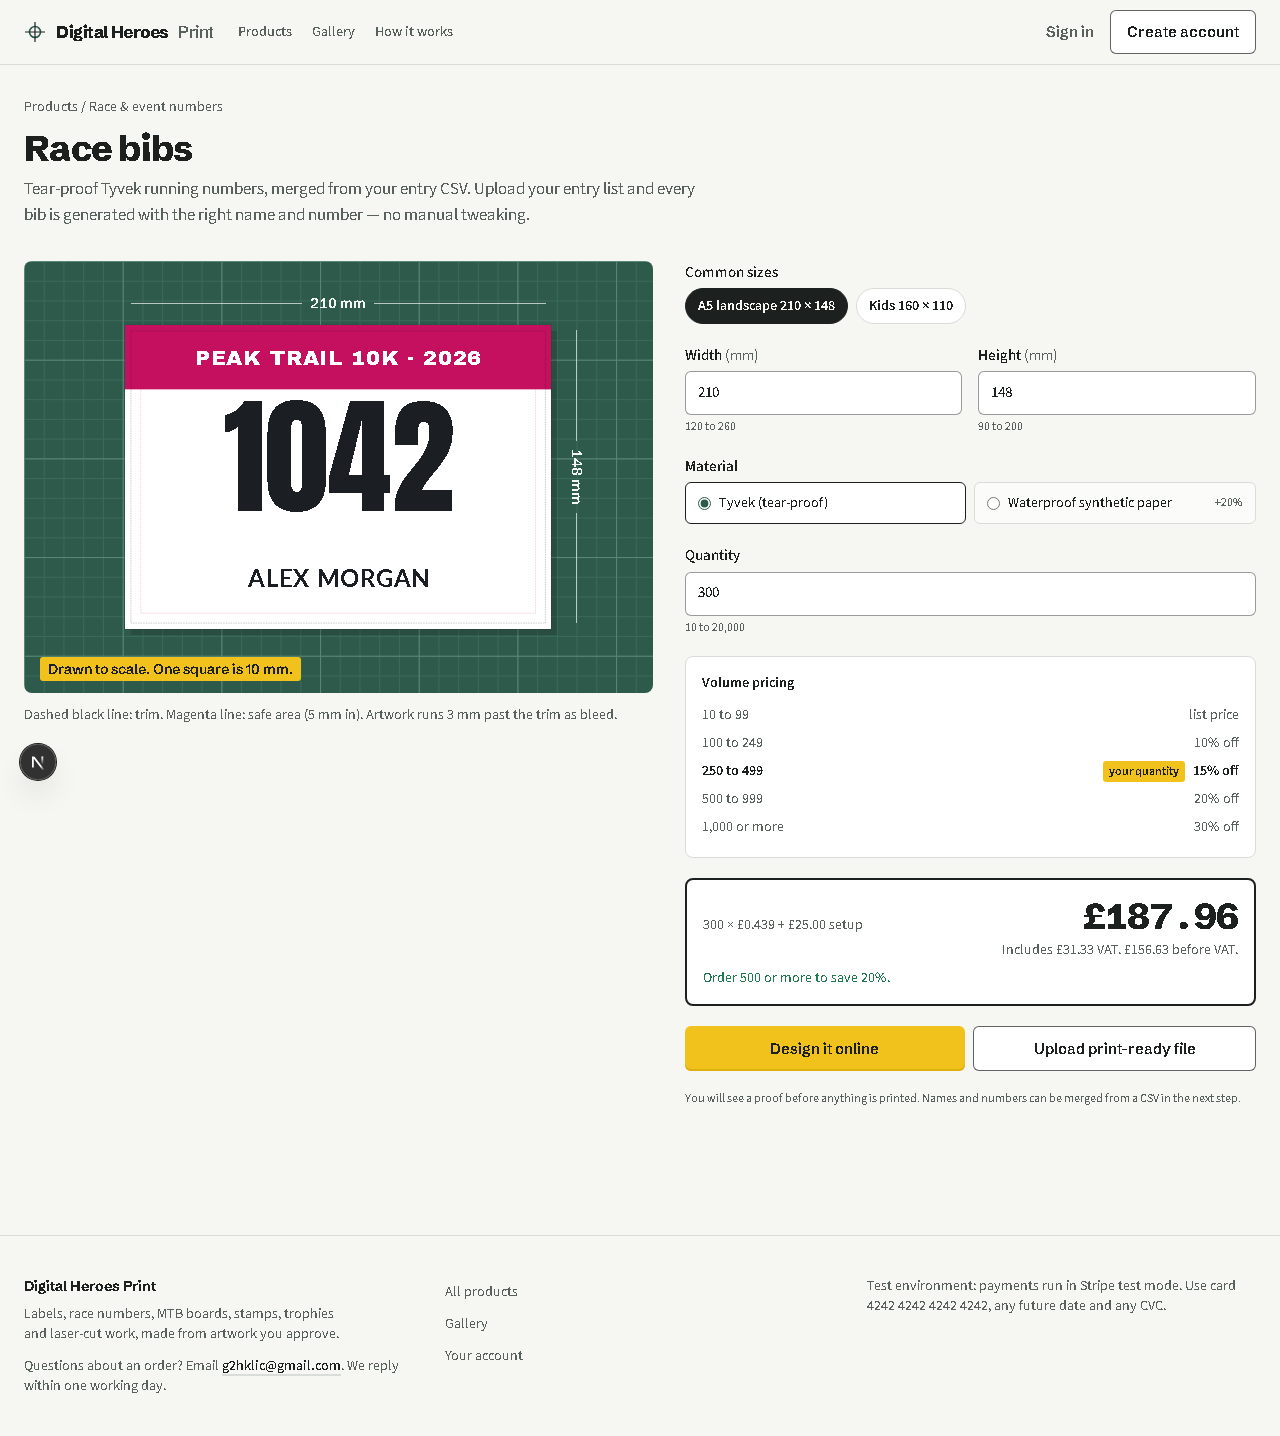 Digital Heroes Print
Products
Gallery
How it works
Sign in
Create account
Products / Race & event numbers
Race bibs
Tear-proof Tyvek running numbers, merged from your entry CSV. Upload your entry list and every
bib is generated with the right name and number — no manual tweaking.
210 mm
PEAK TRAIL 10K - 2026
1042
148 mm
ALEX MORGAN
Drawn to scale. One square is 10 mm.
Dashed black line: trim. Magenta line: safe area (5 mm in). Artwork runs 3 mm past the trim as bleed.
N
Common sizes
A5 landscape 210 × 148
Kids 160 × 110
Width (mm)
Height (mm)
210
148
120 to 260
90 to 200
Material
Tyvek (tear-proof)
Waterproof synthetic paper
+20%
Quantity
300
10 to 20,000
Volume pricing
10 to 99
list price
100 to 249
10% off
250 to 499
your quantity
15% off
500 to 999
20% off
1,000 or more
30% off
300 × £0.439 + £25.00 setup
£187.96
Includes £31.33 VAT. £156.63 before VAT.
Order 500 or more to save 20%.
Design it online
Upload print-ready file
You will see a proof before anything is printed. Names and numbers can be merged from a CSV in the next step.
Digital Heroes Print
Labels, race numbers, MTB boards, stamps, trophies
and laser-cut work, made from artwork you approve.
Questions about an order? Email g2hklic@gmail.com. We reply
within one working day.
All products
Gallery
Your account
Test environment: payments run in Stripe test mode. Use card
4242 4242 4242 4242, any future date and any CVC.